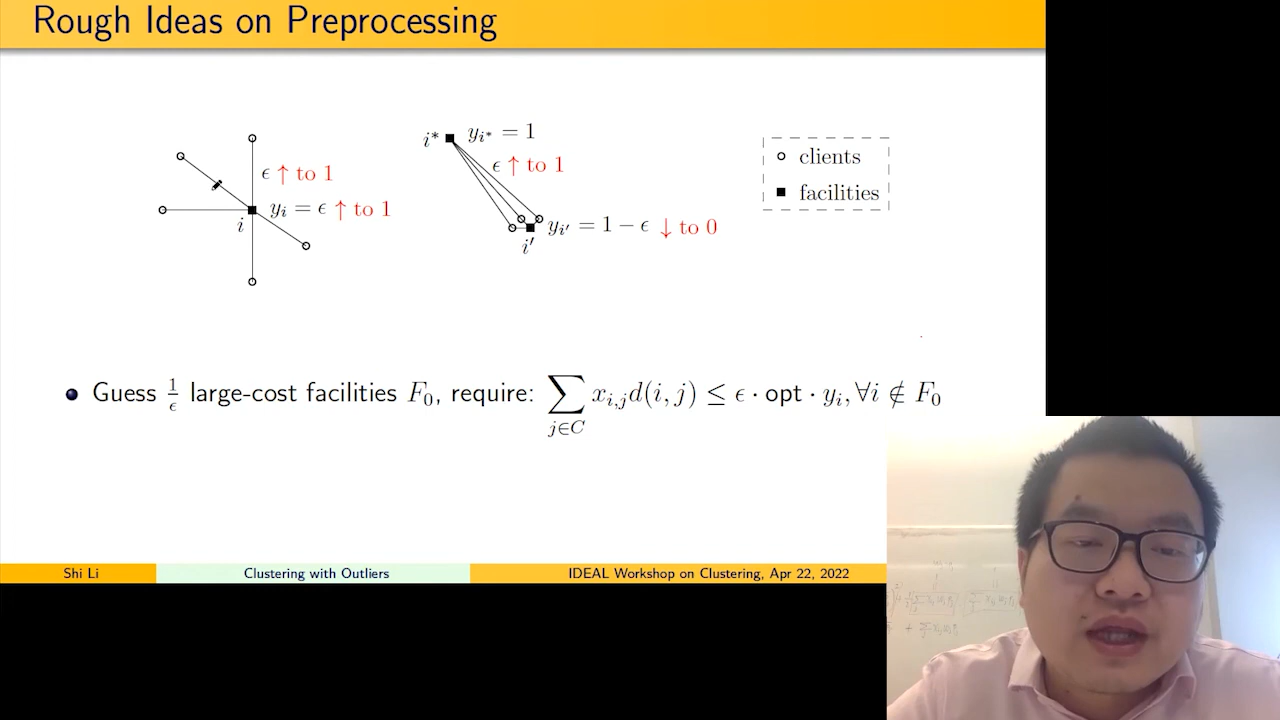 Rough Ideas on Preprocessing
i
ϵ ↑ to 1
y_i = ϵ ↑ to 1
i* y_{i*} = 1
ϵ ↑ to 1
y_{i'} = 1 − ϵ ↓ to 0
i'
clients
facilities
Guess 1/ϵ large-cost facilities F_0, require: ∑_{j∈C} x_{i,j}d(i, j) ≤ ϵ · opt · y_i, ∀i ∉ F_0
Shi Li
Clustering with Outliers
IDEAL Workshop on Clustering, Apr 22, 2022